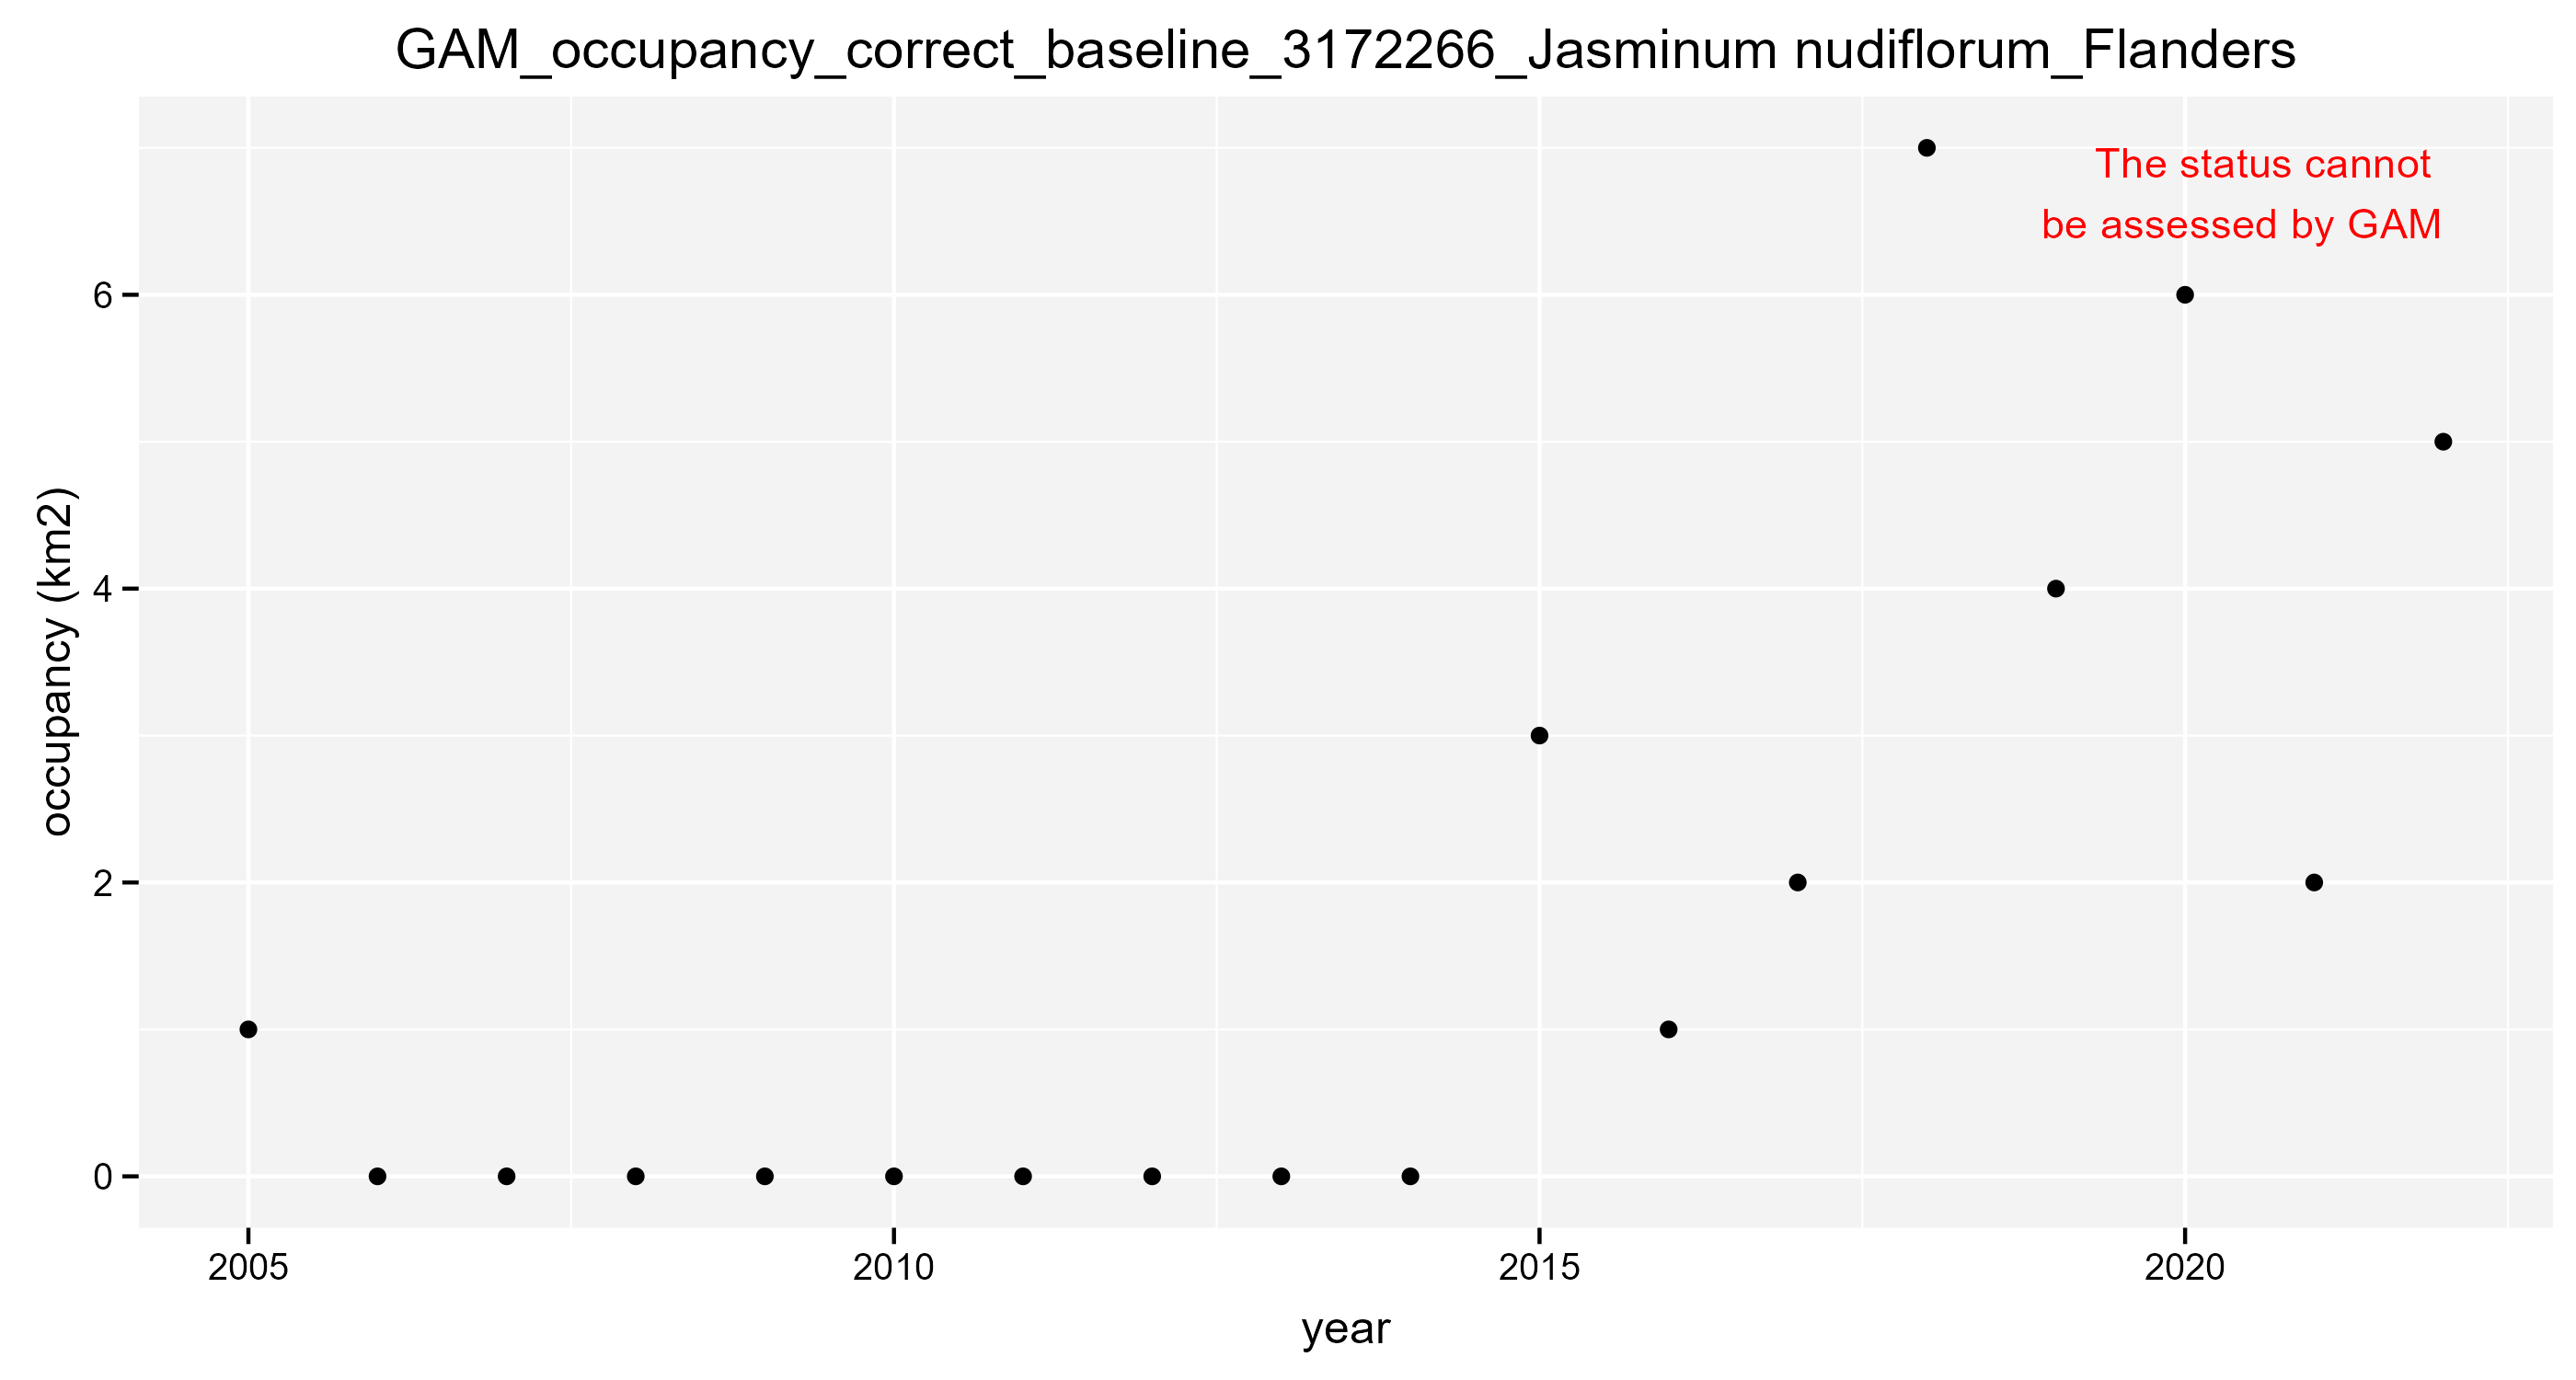 GAM_occupancy_correct_baseline_3172266_Jasminum nudiflorum_Flanders
The status cannot
be assessed by GAM
occupancy (km2)
6
4
2
0
2005 2010 2015 2020
year